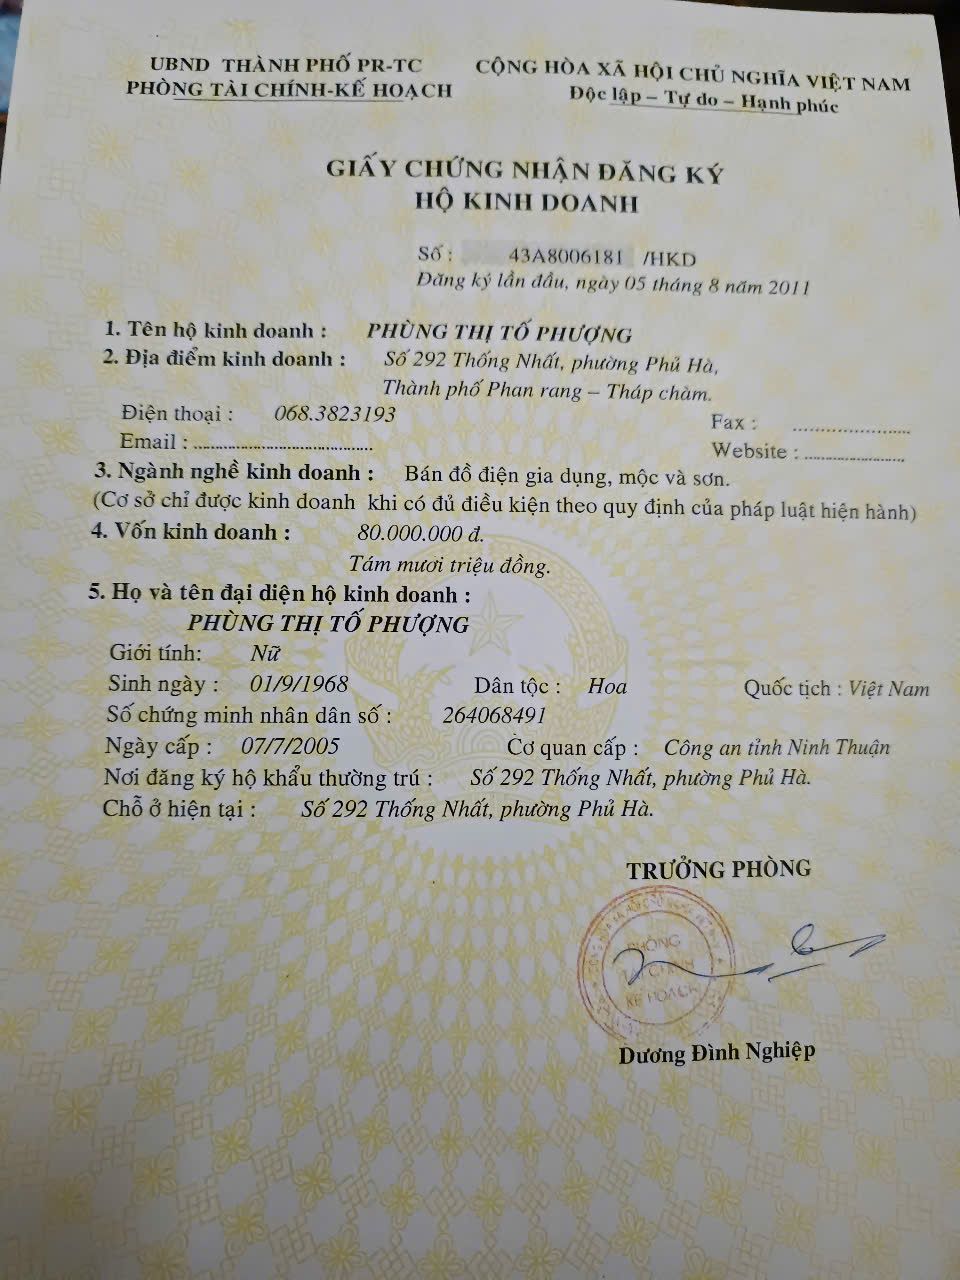 UBND THÀNH PHỐ PR-TC
PHÒNG TÀI CHÍNH-KẾ HOẠCH
CỘNG HÒA XÃ HỘI CHỦ NGHĨA VIỆT NAM
Độc lập – Tự do – Hạnh phúc
GIẤY CHỨNG NHẬN ĐĂNG KÝ
HỘ KINH DOANH
Số : 43A8006181 /HKD
Đăng ký lần đầu, ngày 05 tháng 8 năm 2011
1. Tên hộ kinh doanh : PHÙNG THỊ TỐ PHƯỢNG
2. Địa điểm kinh doanh : Số 292 Thống Nhất, phường Phủ Hà,
Thành phố Phan rang – Tháp chàm.
Điện thoại : 068.3823193 Fax : ........................
Email : ........................................ Website : ......................
3. Ngành nghề kinh doanh : Bán đồ điện gia dụng, mộc và sơn.
(Cơ sở chỉ được kinh doanh khi có đủ điều kiện theo quy định của pháp luật hiện hành)
4. Vốn kinh doanh : 80.000.000 đ.
Tám mươi triệu đồng.
5. Họ và tên đại diện hộ kinh doanh :
PHÙNG THỊ TỐ PHƯỢNG
Giới tính: Nữ
Sinh ngày : 01/9/1968 Dân tộc : Hoa Quốc tịch : Việt Nam
Số chứng minh nhân dân số : 264068491
Ngày cấp : 07/7/2005 Cơ quan cấp : Công an tỉnh Ninh Thuận
Nơi đăng ký hộ khẩu thường trú : Số 292 Thống Nhất, phường Phủ Hà.
Chỗ ở hiện tại : Số 292 Thống Nhất, phường Phủ Hà.
TRƯỞNG PHÒNG
PHÒNG
TÀI CHÍNH
KẾ HOẠCH
Dương Đình Nghiệp